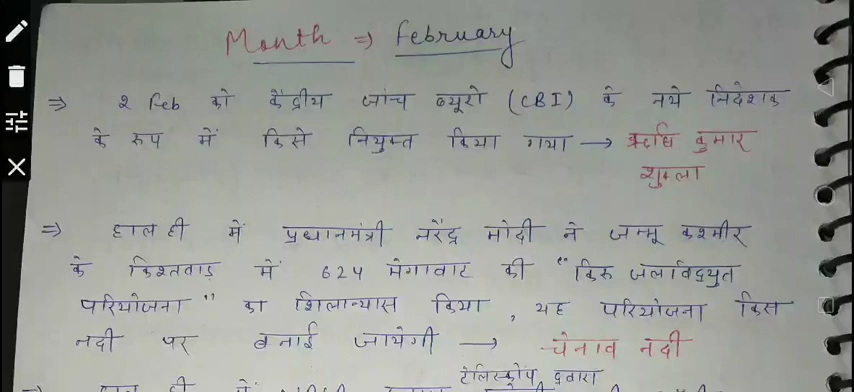 Month ⇒ February
⇒ २ Feb को केंद्रीय जांच ब्यूरो (CBI) के नये निदेशक
के रूप में किसे नियुक्त किया गया → ऋषि कुमार
शुक्ला
⇒ हाल ही में प्रधानमंत्री नरेंद्र मोदी ने जम्मू कश्मीर
के किश्तवाड़ में 624 मेगावाट की "किरू जलविद्युत
परियोजना" का शिलान्यास किया, यह परियोजना किस
नदी पर बनाई जायेगी → चेनाव नदी
टेलिस्कोप द्वारा
⇒ हाल ही में